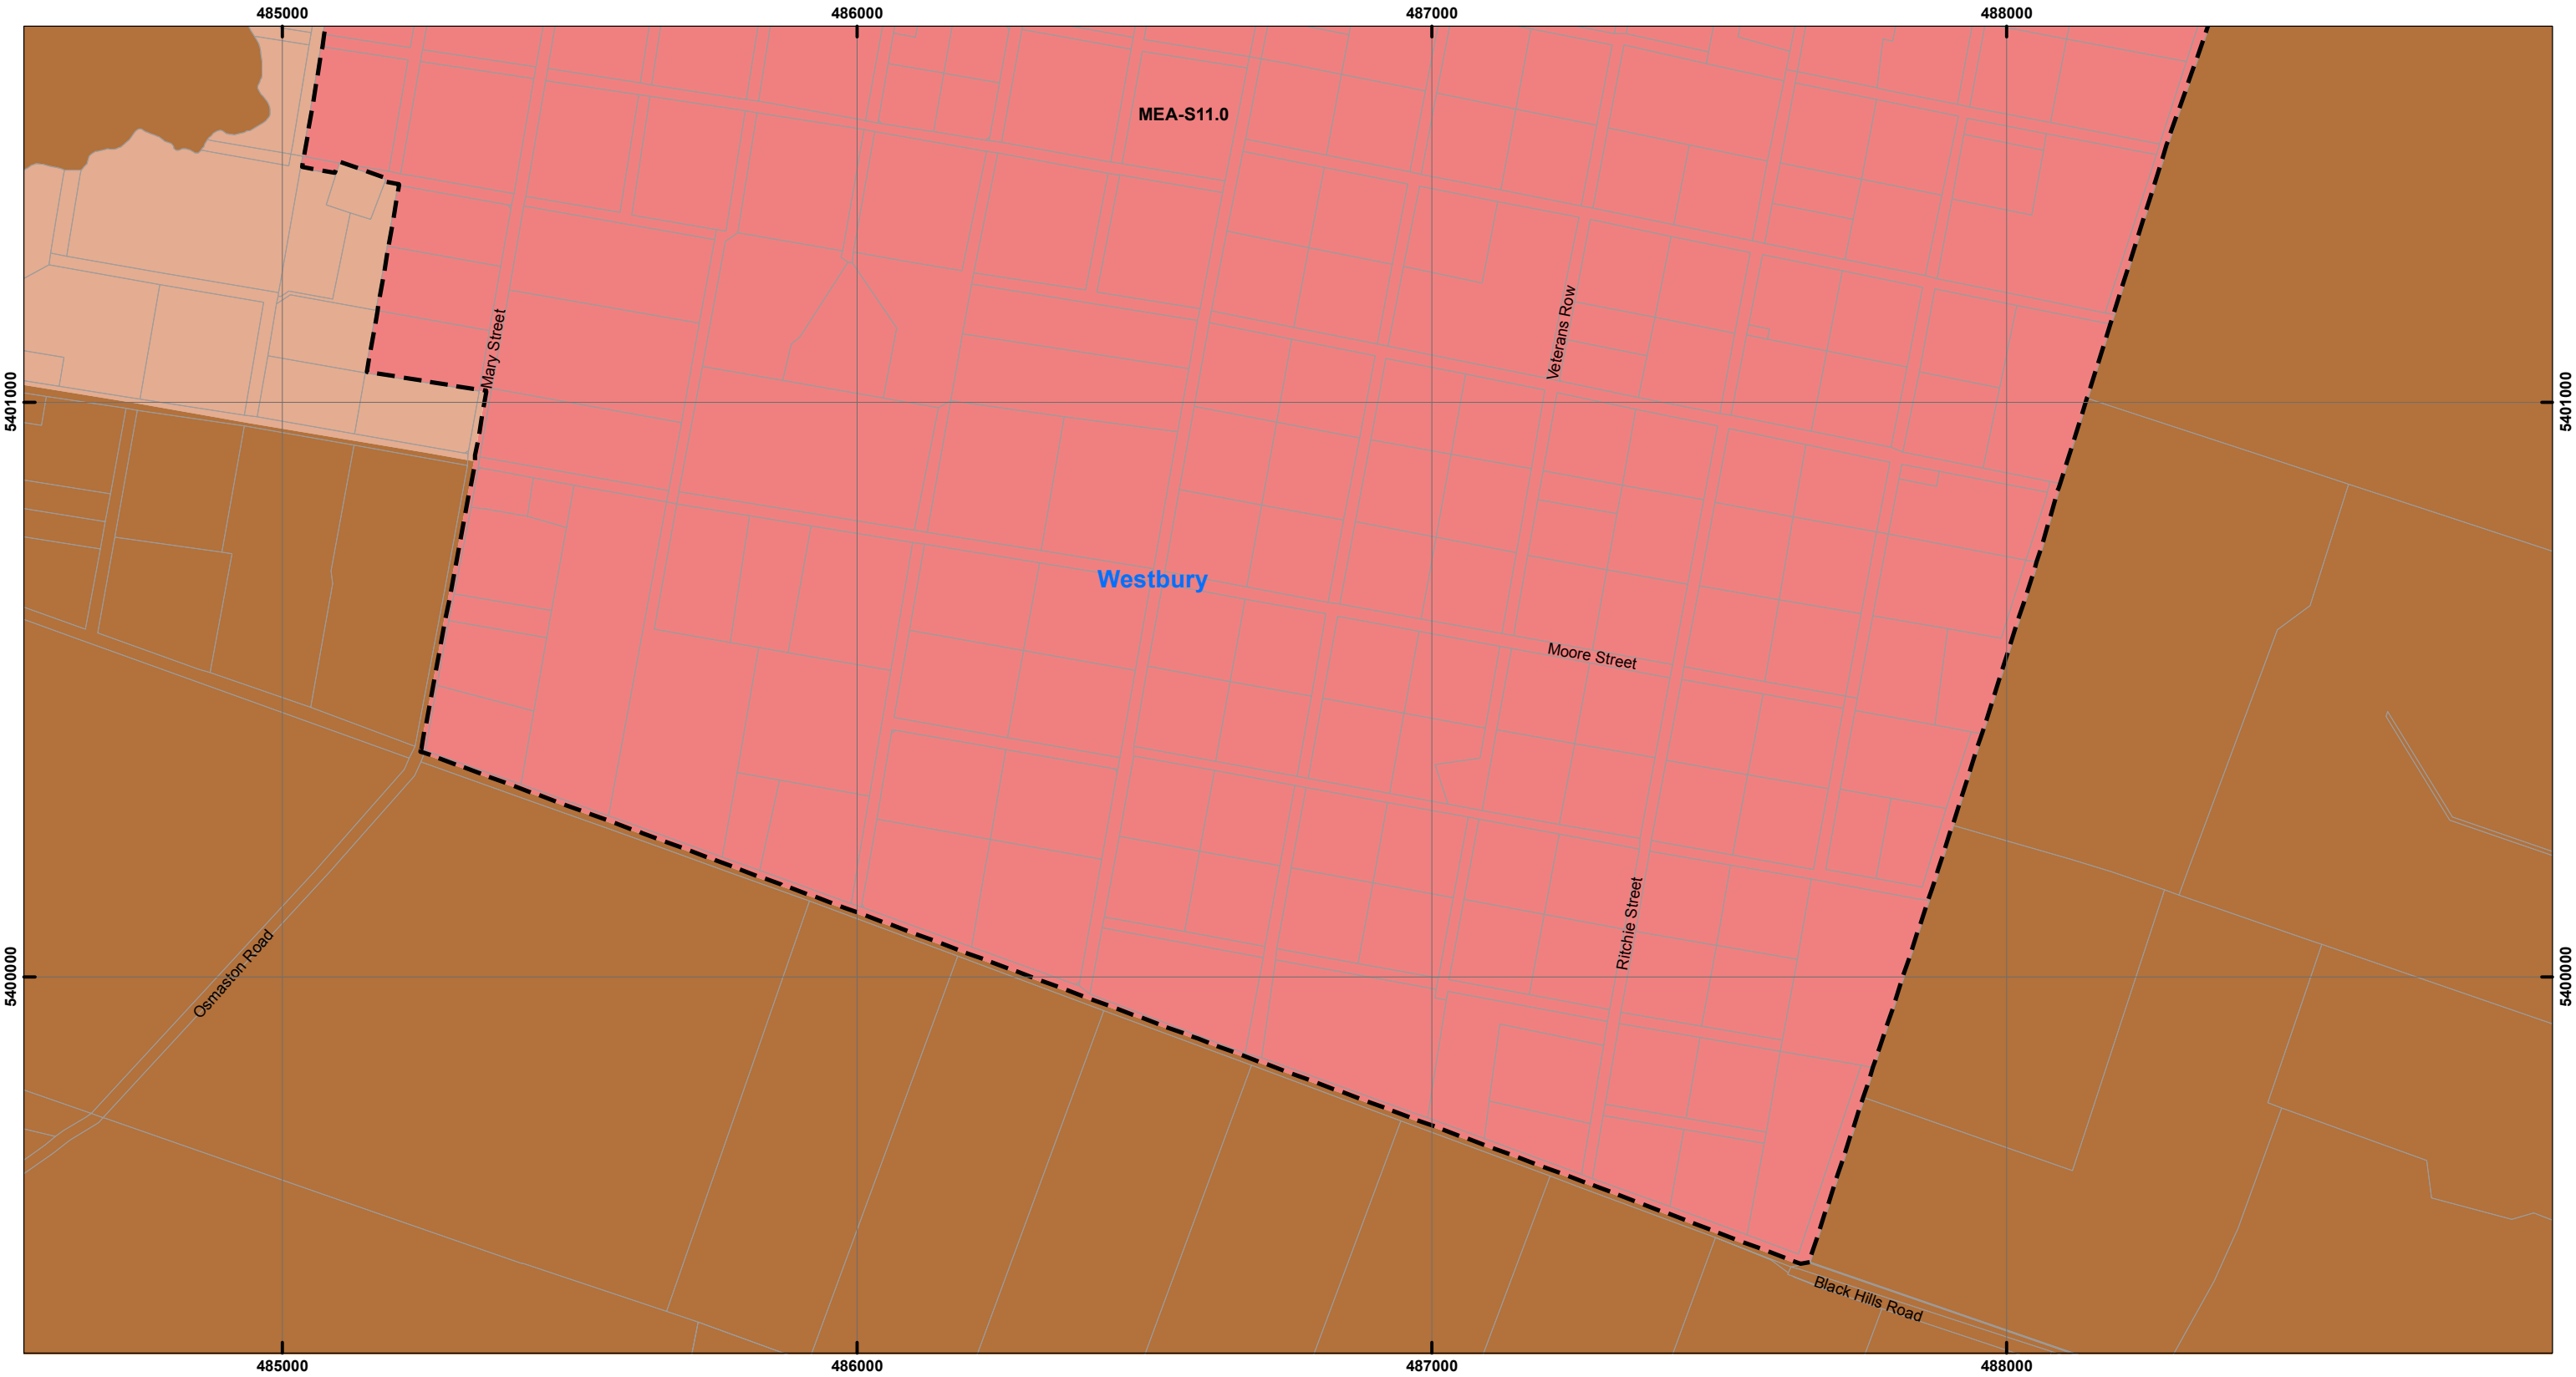 485000
486000
487000
488000
MEA-S11.0
Veterans Row
Mary Street
5401000
5401000
Westbury
Moore Street
Ritchie Street
Osmaston Road
5400000
5400000
Black Hills Road
485000
486000
487000
488000